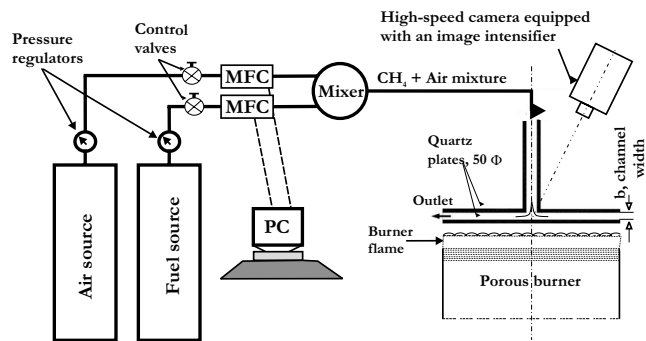 High-speed camera equipped
with an image intensifier
Pressure
regulators
Control
valves
MFC
MFC
Mixer
CH₄ + Air mixture
Quartz
plates, 50 Φ
b, channel
width
Outlet
Burner
flame
Porous burner
PC
Air source
Fuel source